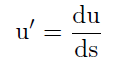 u′ = du/ds